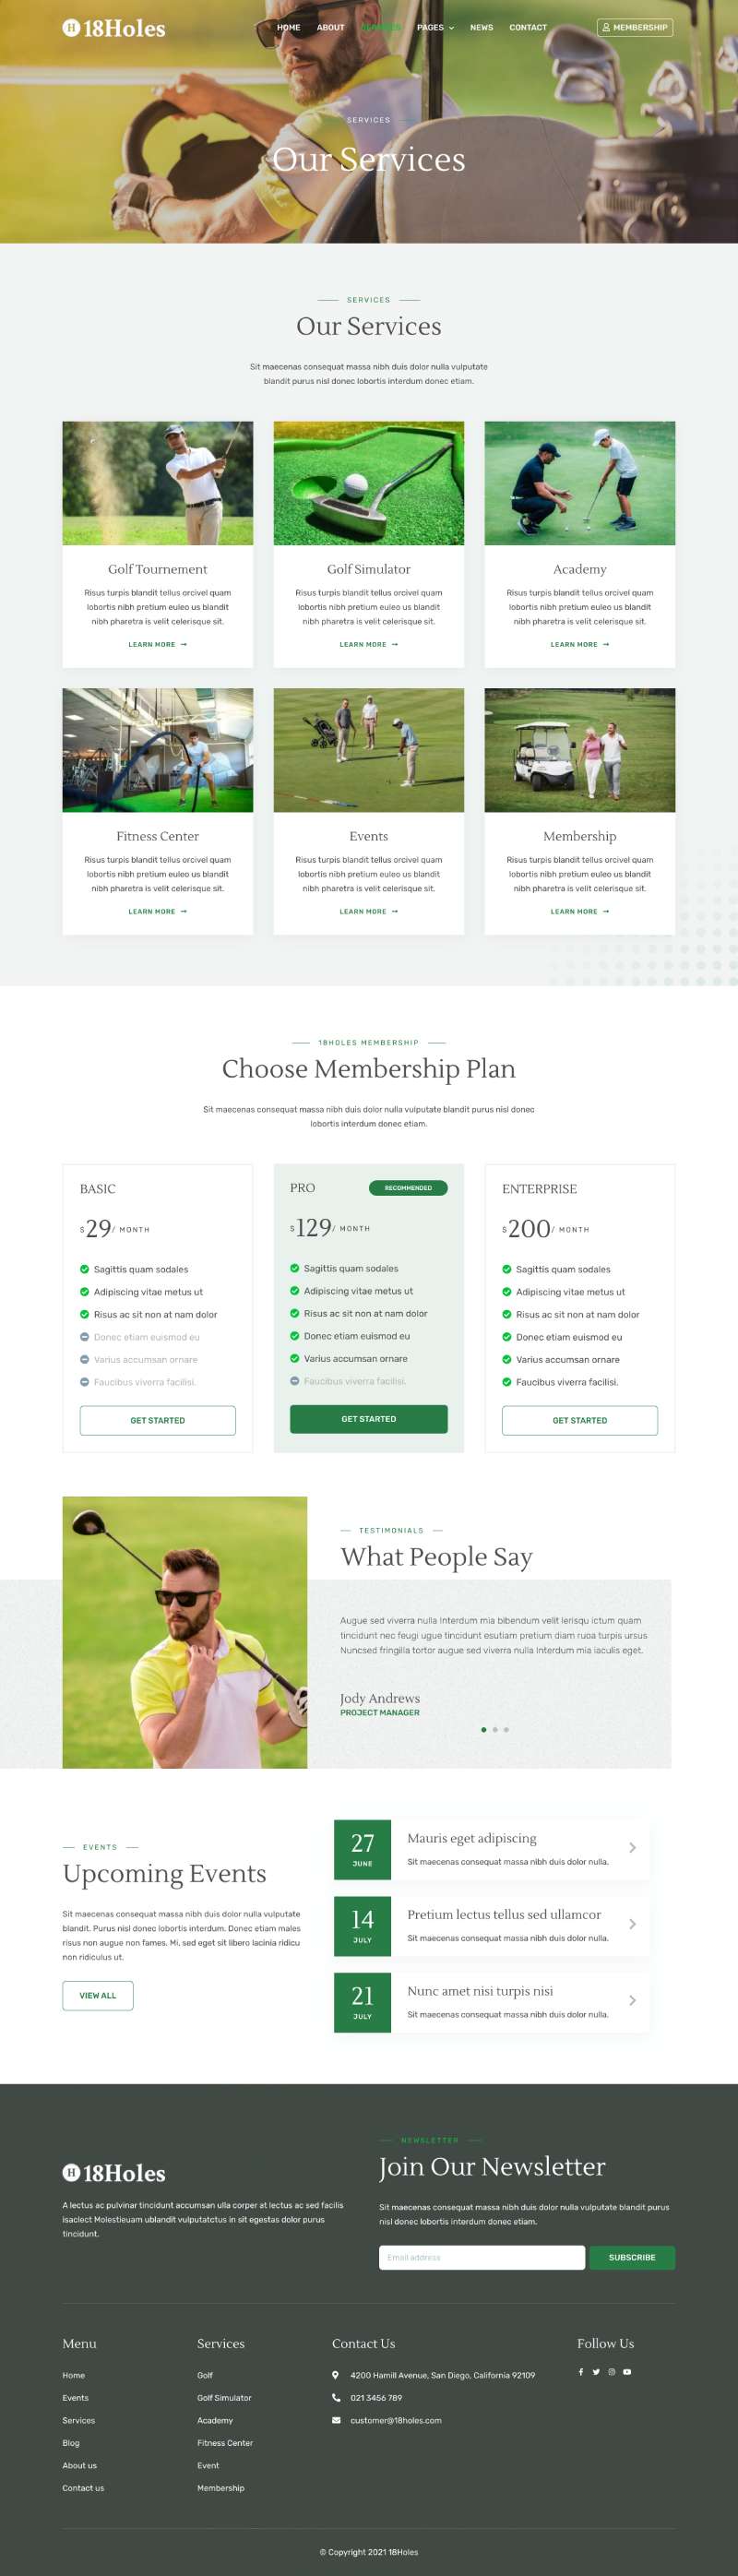 18Holes
HOME ABOUT SERVICES PAGES NEWS CONTACT MEMBERSHIP
SERVICES
Our Services
SERVICES
Our Services
Sit maecenas consequat massa nibh duis dolor nulla vulputate
blandit purus nisl donec lobortis interdum donec etiam.
Golf Tournement
Risus turpis blandit tellus orcivel quam
lobortis nibh pretium euleo us blandit
nibh pharetra is velit celerisque sit.
LEARN MORE
Golf Simulator
Risus turpis blandit tellus orcivel quam
lobortis nibh pretium euleo us blandit
nibh pharetra is velit celerisque sit.
LEARN MORE
Academy
Risus turpis blandit tellus orcivel quam
lobortis nibh pretium euleo us blandit
nibh pharetra is velit celerisque sit.
LEARN MORE
Fitness Center
Risus turpis blandit tellus orcivel quam
lobortis nibh pretium euleo us blandit
nibh pharetra is velit celerisque sit.
LEARN MORE
Events
Risus turpis blandit tellus orcivel quam
lobortis nibh pretium euleo us blandit
nibh pharetra is velit celerisque sit.
LEARN MORE
Membership
Risus turpis blandit tellus orcivel quam
lobortis nibh pretium euleo us blandit
nibh pharetra is velit celerisque sit.
LEARN MORE
18HOLES MEMBERSHIP
Choose Membership Plan
Sit maecenas consequat massa nibh duis dolor nulla vulputate blandit purus nisl donec
lobortis interdum donec etiam.
BASIC
$29/ MONTH
Sagittis quam sodales
Adipiscing vitae metus ut
Risus ac sit non at nam dolor
Donec etiam euismod eu
Varius accumsan ornare
Faucibus viverra facilisi.
GET STARTED
PRO
RECOMMENDED
$129/ MONTH
Sagittis quam sodales
Adipiscing vitae metus ut
Risus ac sit non at nam dolor
Donec etiam euismod eu
Varius accumsan ornare
Faucibus viverra facilisi.
GET STARTED
ENTERPRISE
$200/ MONTH
Sagittis quam sodales
Adipiscing vitae metus ut
Risus ac sit non at nam dolor
Donec etiam euismod eu
Varius accumsan ornare
Faucibus viverra facilisi.
GET STARTED
TESTIMONIALS
What People Say
Augue sed viverra nulla Interdum mia bibendum velit lerisqu ictum quam
tincidunt nec feugi ugue tincidunt esutiam pretium diam ruoa turpis ursus
Nuncsed fringilla tortor augue sed viverra nulla Interdum mia iaculis eget.
Jody Andrews
PROJECT MANAGER
EVENTS
Upcoming Events
Sit maecenas consequat massa nibh duis dolor nulla vulputate
blandit. Purus nisl donec lobortis interdum. Donec etiam males
risus non augue non fames. Mi, sed eget sit libero lacinia ridicu
non ridiculus ut.
VIEW ALL
27
JUNE
Mauris eget adipiscing
Sit maecenas consequat massa nibh duis dolor nulla.
14
JULY
Pretium lectus tellus sed ullamcor
Sit maecenas consequat massa nibh duis dolor nulla.
21
JULY
Nunc amet nisi turpis nisi
Sit maecenas consequat massa nibh duis dolor nulla.
18Holes
A lectus ac pulvinar tincidunt accumsan ulla corper at lectus ac sed facilis
isaclect Molestieuam ublandit vulputatctus in sit egestas dolor purus
tincidunt.
NEWSLETTER
Join Our Newsletter
Sit maecenas consequat massa nibh duis dolor nulla vulputate blandit purus
nisl donec lobortis interdum donec etiam.
Email address
SUBSCRIBE
Menu
Home
Events
Services
Blog
About us
Contact us
Services
Golf
Golf Simulator
Academy
Fitness Center
Event
Membership
Contact Us
4200 Hamill Avenue, San Diego, California 92109
021 3456 789
customer@18holes.com
Follow Us
© Copyright 2021 18Holes